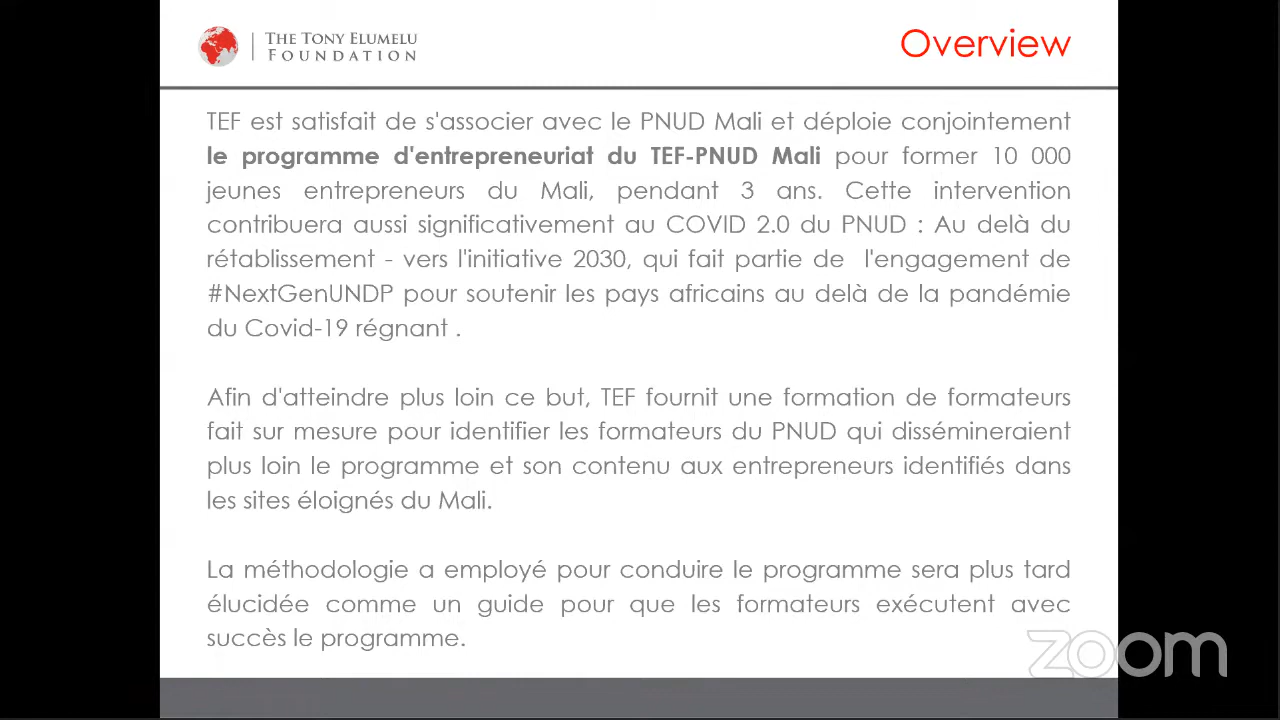 THE TONY ELUMELU
FOUNDATION
Overview
TEF est satisfait de s'associer avec le PNUD Mali et déploie conjointement
le programme d'entrepreneuriat du TEF-PNUD Mali pour former 10 000
jeunes entrepreneurs du Mali, pendant 3 ans. Cette intervention
contribuera aussi significativement au COVID 2.0 du PNUD : Au delà du
rétablissement - vers l'initiative 2030, qui fait partie de l'engagement de
#NextGenUNDP pour soutenir les pays africains au delà de la pandémie
du Covid-19 régnant .
Afin d'atteindre plus loin ce but, TEF fournit une formation de formateurs
fait sur mesure pour identifier les formateurs du PNUD qui dissémineraient
plus loin le programme et son contenu aux entrepreneurs identifiés dans
les sites éloignés du Mali.
La méthodologie a employé pour conduire le programme sera plus tard
élucidée comme un guide pour que les formateurs exécutent avec
succès le programme.
zoom